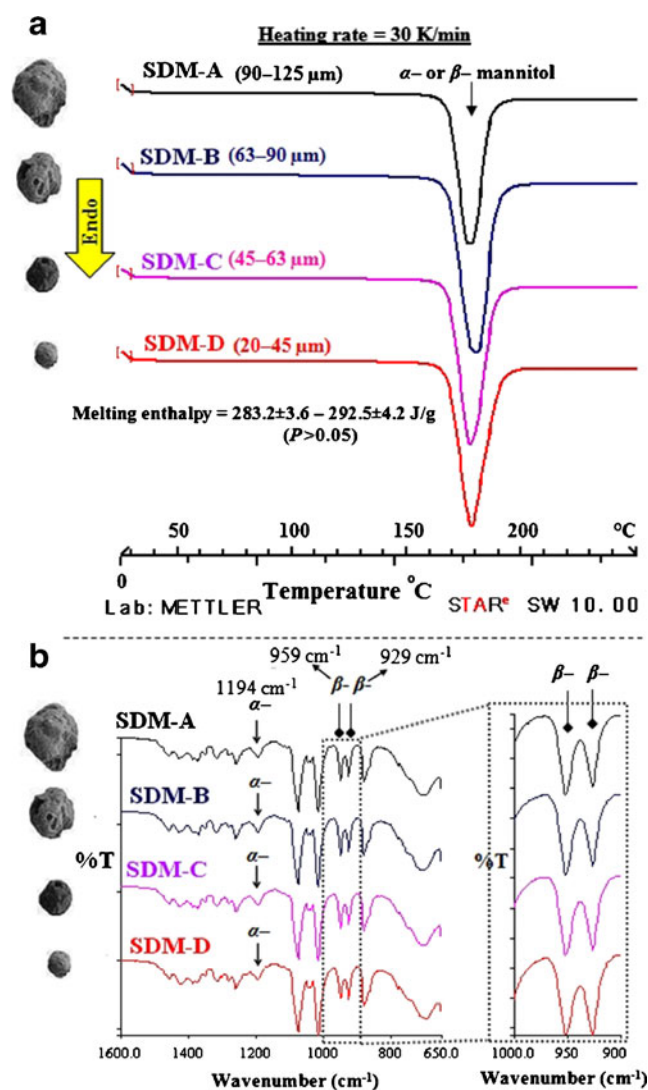 a
Heating rate = 30 K/min
SDM-A (90–125 µm)
α– or β– mannitol
SDM-B (63–90 µm)
Endo
SDM-C (45–63 µm)
SDM-D (20–45 µm)
Melting enthalpy = 283.2±3.6 – 292.5±4.2 J/g
(P>0.05)
50 100 150 200 °C
0
Temperature °C
Lab: METTLER STARe SW 10.00
b
959 cm-1 929 cm-1
1194 cm-1 β– β– β– β–
α–
SDM-A
SDM-B
α–
%T %T
SDM-C
α–
SDM-D
α–
1600.0 1400 1200 1000 800 650.0 1000.0 950 900
Wavenumber (cm-1) Wavenumber (cm-1)